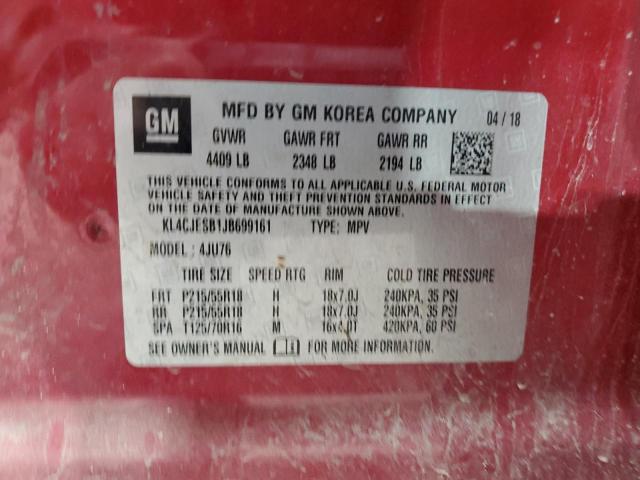 GM
MFD BY GM KOREA COMPANY 04 / 18
GVWR GAWR FRT GAWR RR
4409 LB 2348 LB 2194 LB
THIS VEHICLE CONFORMS TO ALL APPLICABLE U.S. FEDERAL MOTOR
VEHICLE SAFETY AND THEFT PREVENTION STANDARDS IN EFFECT ON
THE DATE OF MANUFACTURE SHOWN ABOVE.
KL4CJESB1JB699161 TYPE: MPV
MODEL : 4JU76
TIRE SIZE SPEED RTG RIM COLD TIRE PRESSURE
FRT P215/55R18 H 18x7.0J 240KPA, 35 PSI
RR P215/55R18 H 18x7.0J 240KPA, 35 PSI
SPA T125/70R16 M 16x4.0T 420KPA, 60 PSI
SEE OWNER'S MANUAL FOR MORE INFORMATION.